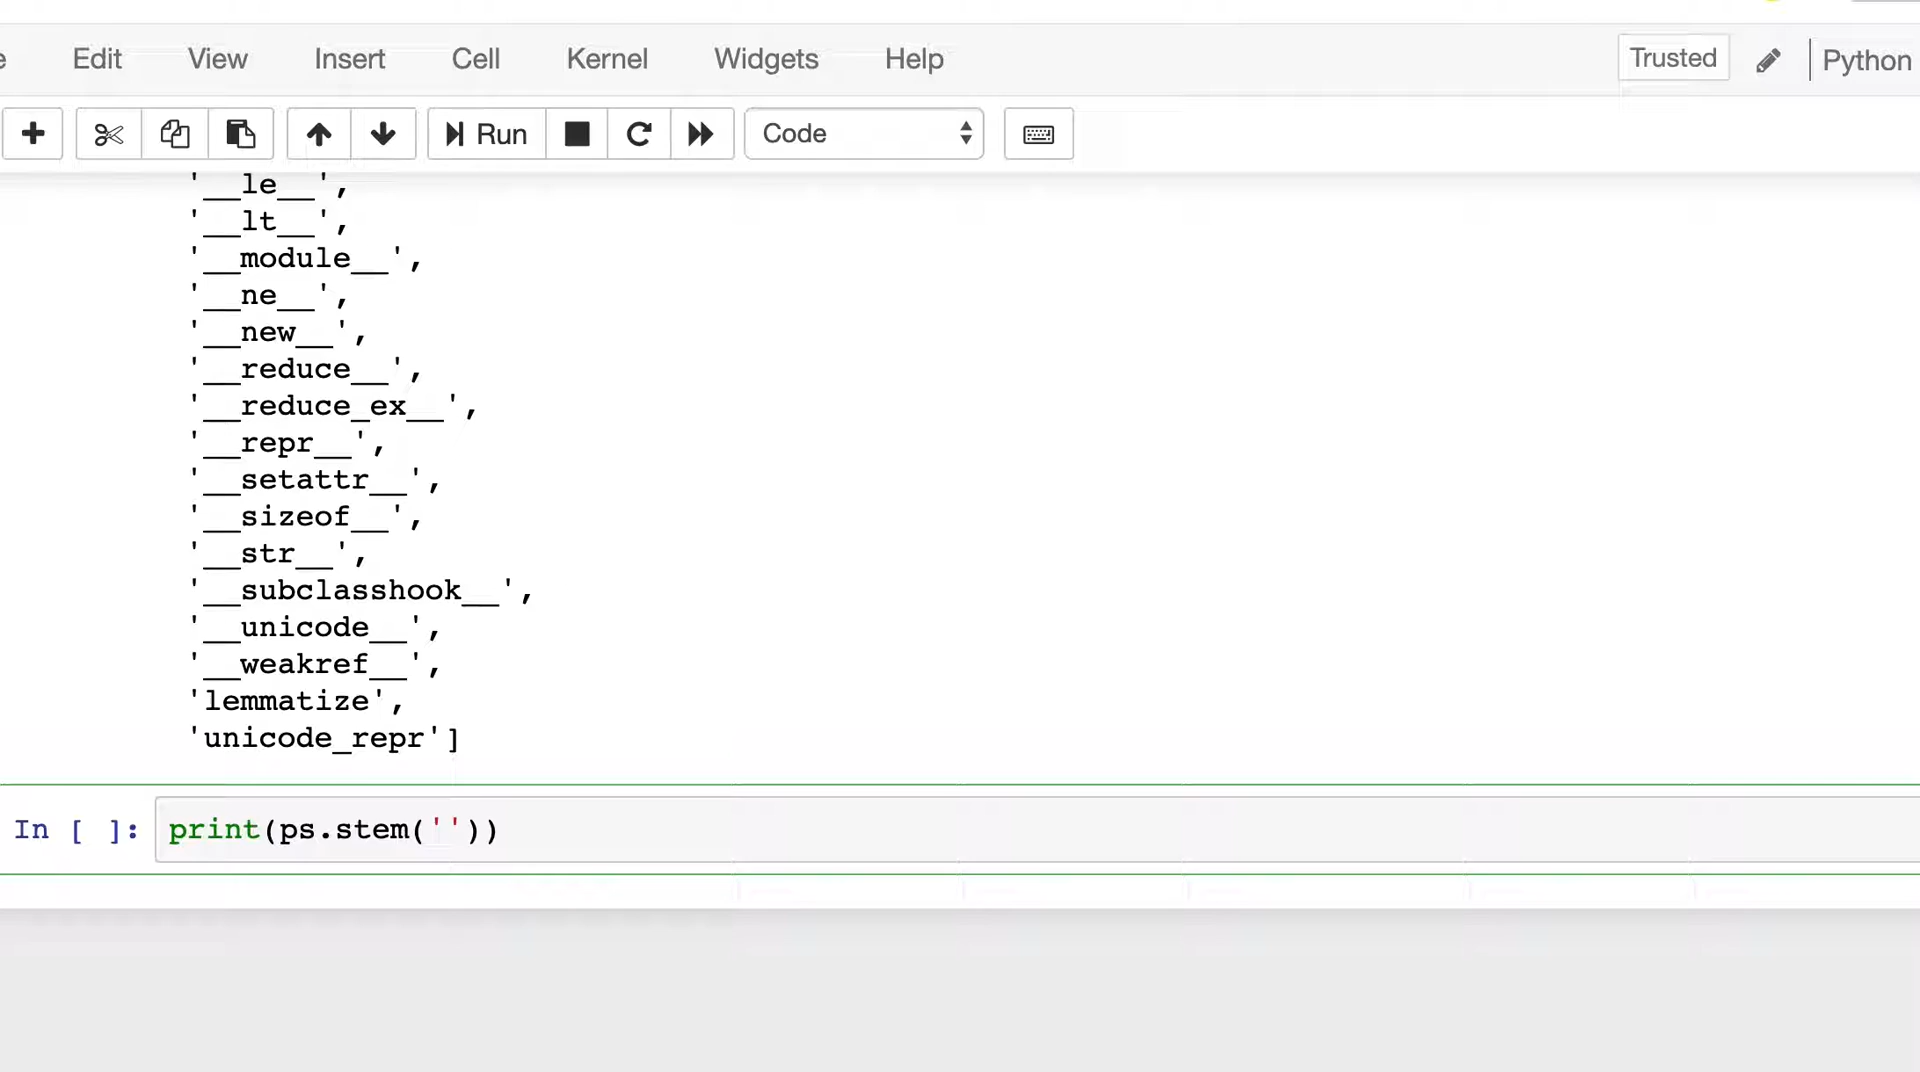 Edit View Insert Cell Kernel Widgets Help Trusted Python
Run Code
'__le__',
'__lt__',
'__module__',
'__ne__',
'__new__',
'__reduce__',
'__reduce_ex__',
'__repr__',
'__setattr__',
'__sizeof__',
'__str__',
'__subclasshook__',
'__unicode__',
'__weakref__',
'lemmatize',
'unicode_repr']
In [ ]: print(ps.stem(''))